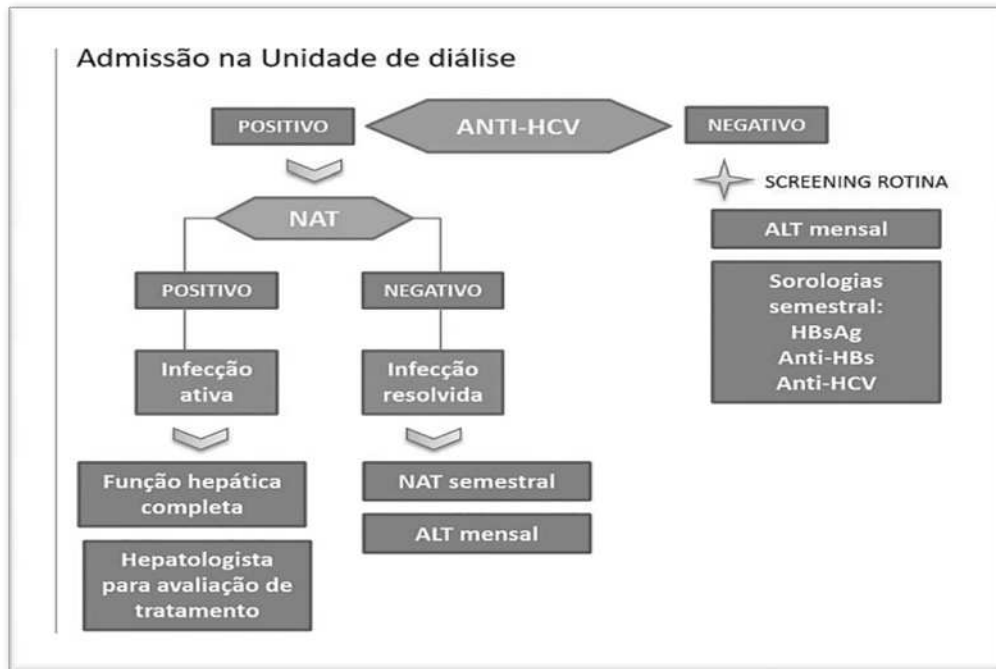 Admissão na Unidade de diálise
POSITIVO
ANTI-HCV
NEGATIVO
SCREENING ROTINA
ALT mensal
Sorologias
semestral:
HBsAg
Anti-HBs
Anti-HCV
NAT
POSITIVO
NEGATIVO
Infecção
ativa
Infecção
resolvida
Função hepática
completa
Hepatologista
para avaliação de
tratamento
NAT semestral
ALT mensal